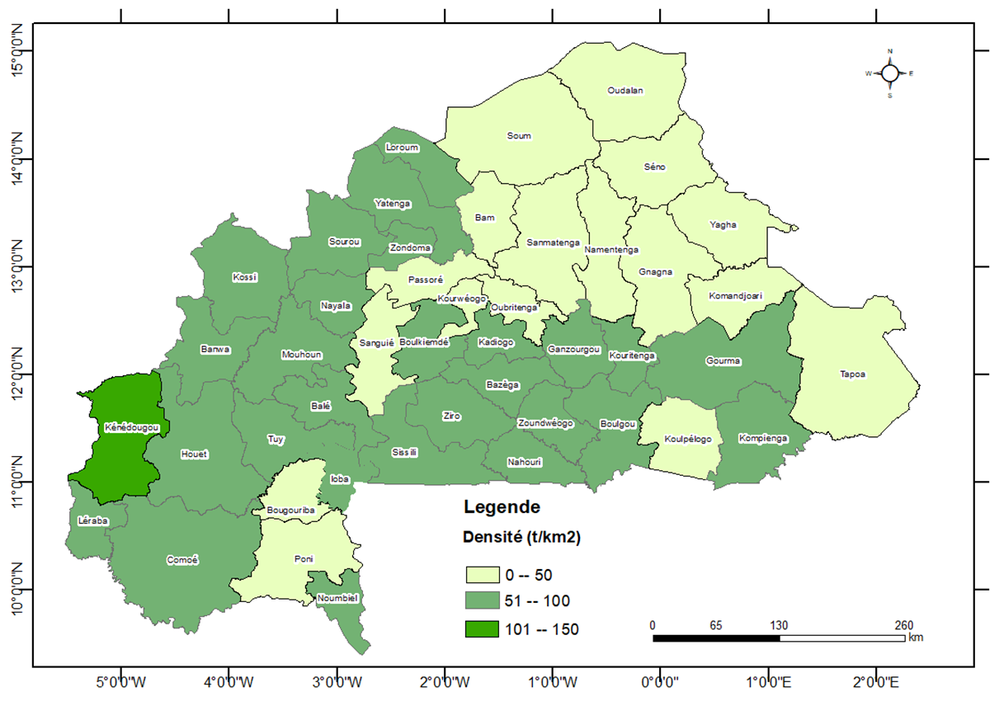 15°0'0"N
14°0'0"N
13°0'0"N
12°0'0"N
11°0'0"N
10°0'0"N
N
W
E
S
Oudalan
Soum
Loroum
Séno
Yatenga
Bam
Yagha
Sourou
Zondoma
Sanmatenga
Namentenga
Kossi
Passoré
Gnagna
Komandjoari
Nayala
Kourwéogo
Oubritenga
Sanguié
Boulkiemdé
Kadiogo
Ganzourgou
Kouritenga
Banwa
Mouhoun
Gourma
Tapoa
Bazèga
Balé
Ziro
Zoundwéogo
Boulgou
Kénédougou
Tuy
Koulpélogo
Kompienga
Houet
Sissili
Nahouri
Ioba
Bougouriba
Léraba
Comoé
Poni
Noumbiel
Legende
Densité (t/km2)
0 -- 50
51 -- 100
101 -- 150
0 65 130 260
km
5°0'0"W 4°0'0"W 3°0'0"W 2°0'0"W 1°0'0"W 0°0'0" 1°0'0"E 2°0'0"E